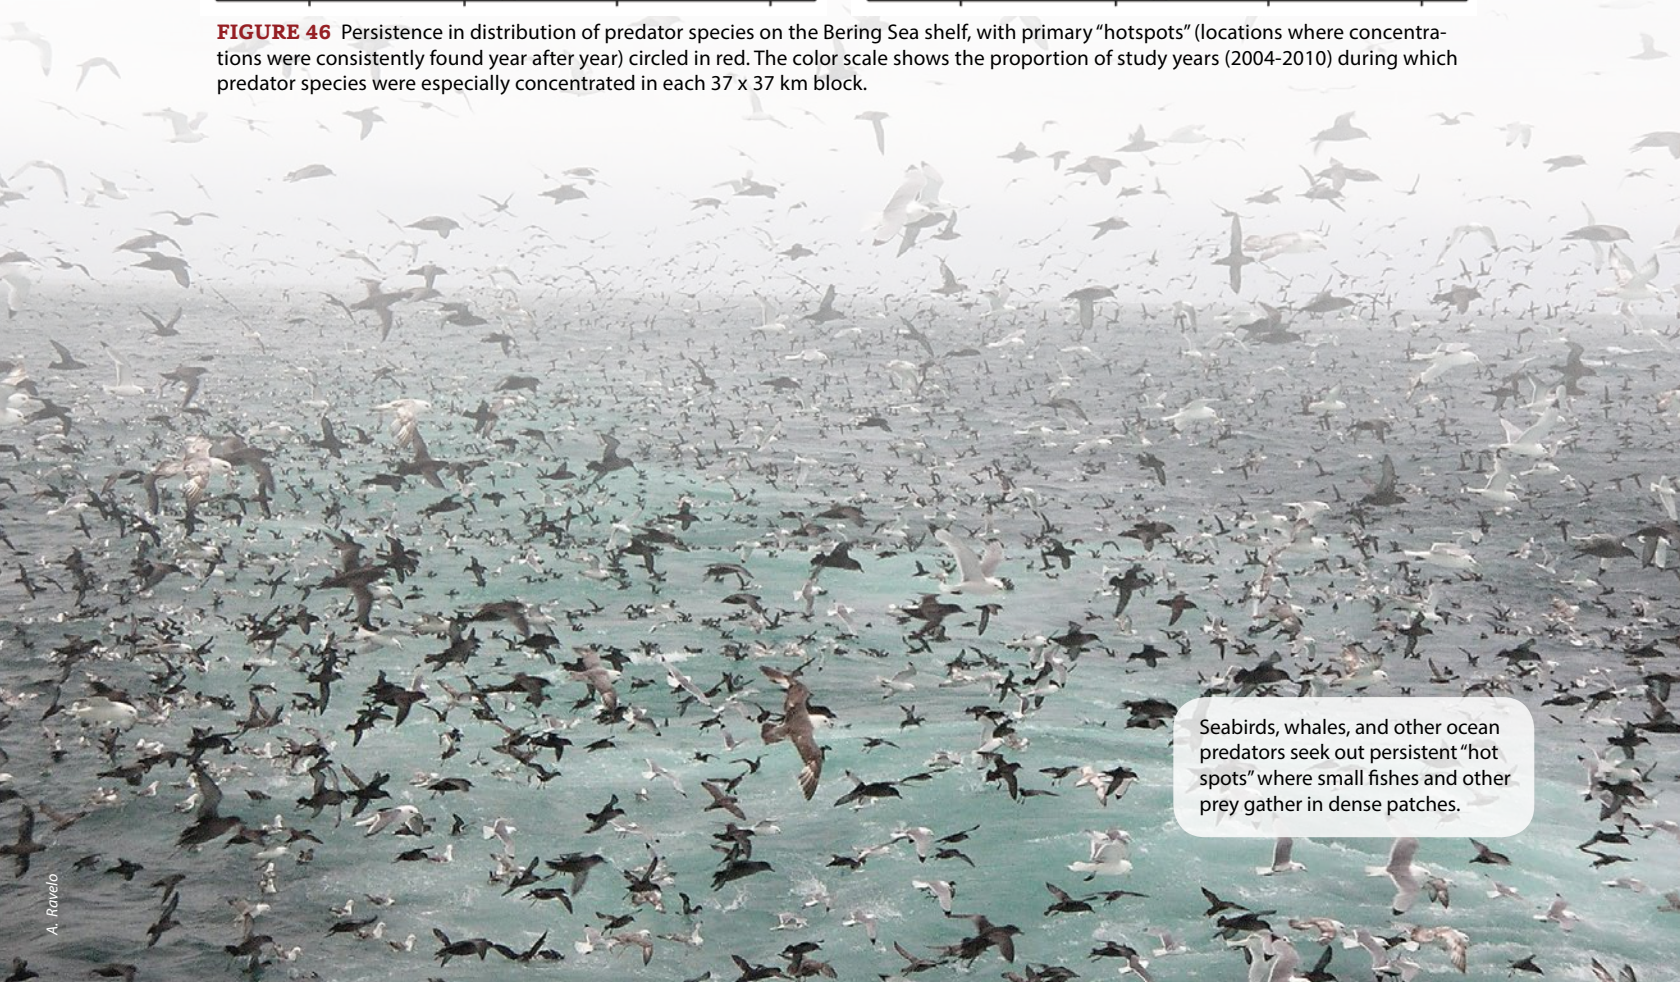 FIGURE 46 Persistence in distribution of predator species on the Bering Sea shelf, with primary “hotspots” (locations where concentra-
tions were consistently found year after year) circled in red. The color scale shows the proportion of study years (2004-2010) during which
predator species were especially concentrated in each 37 x 37 km block.
Seabirds, whales, and other ocean
predators seek out persistent “hot
spots” where small fishes and other
prey gather in dense patches.
A. Ravelo